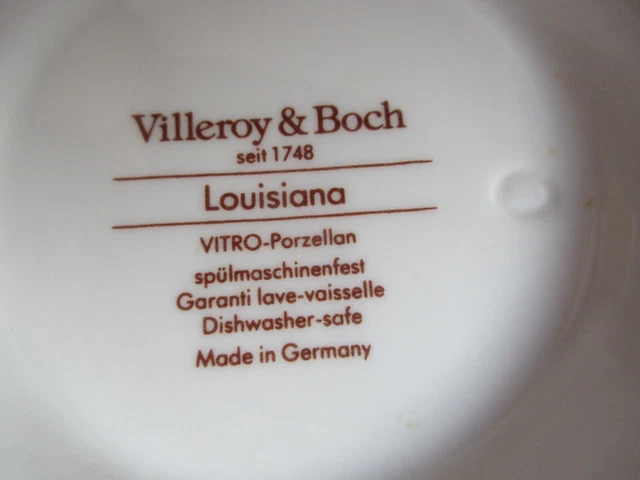 Villeroy & Boch
seit 1748
Louisiana
VITRO-Porzellan
spülmaschinenfest
Garanti lave-vaisselle
Dishwasher-safe
Made in Germany